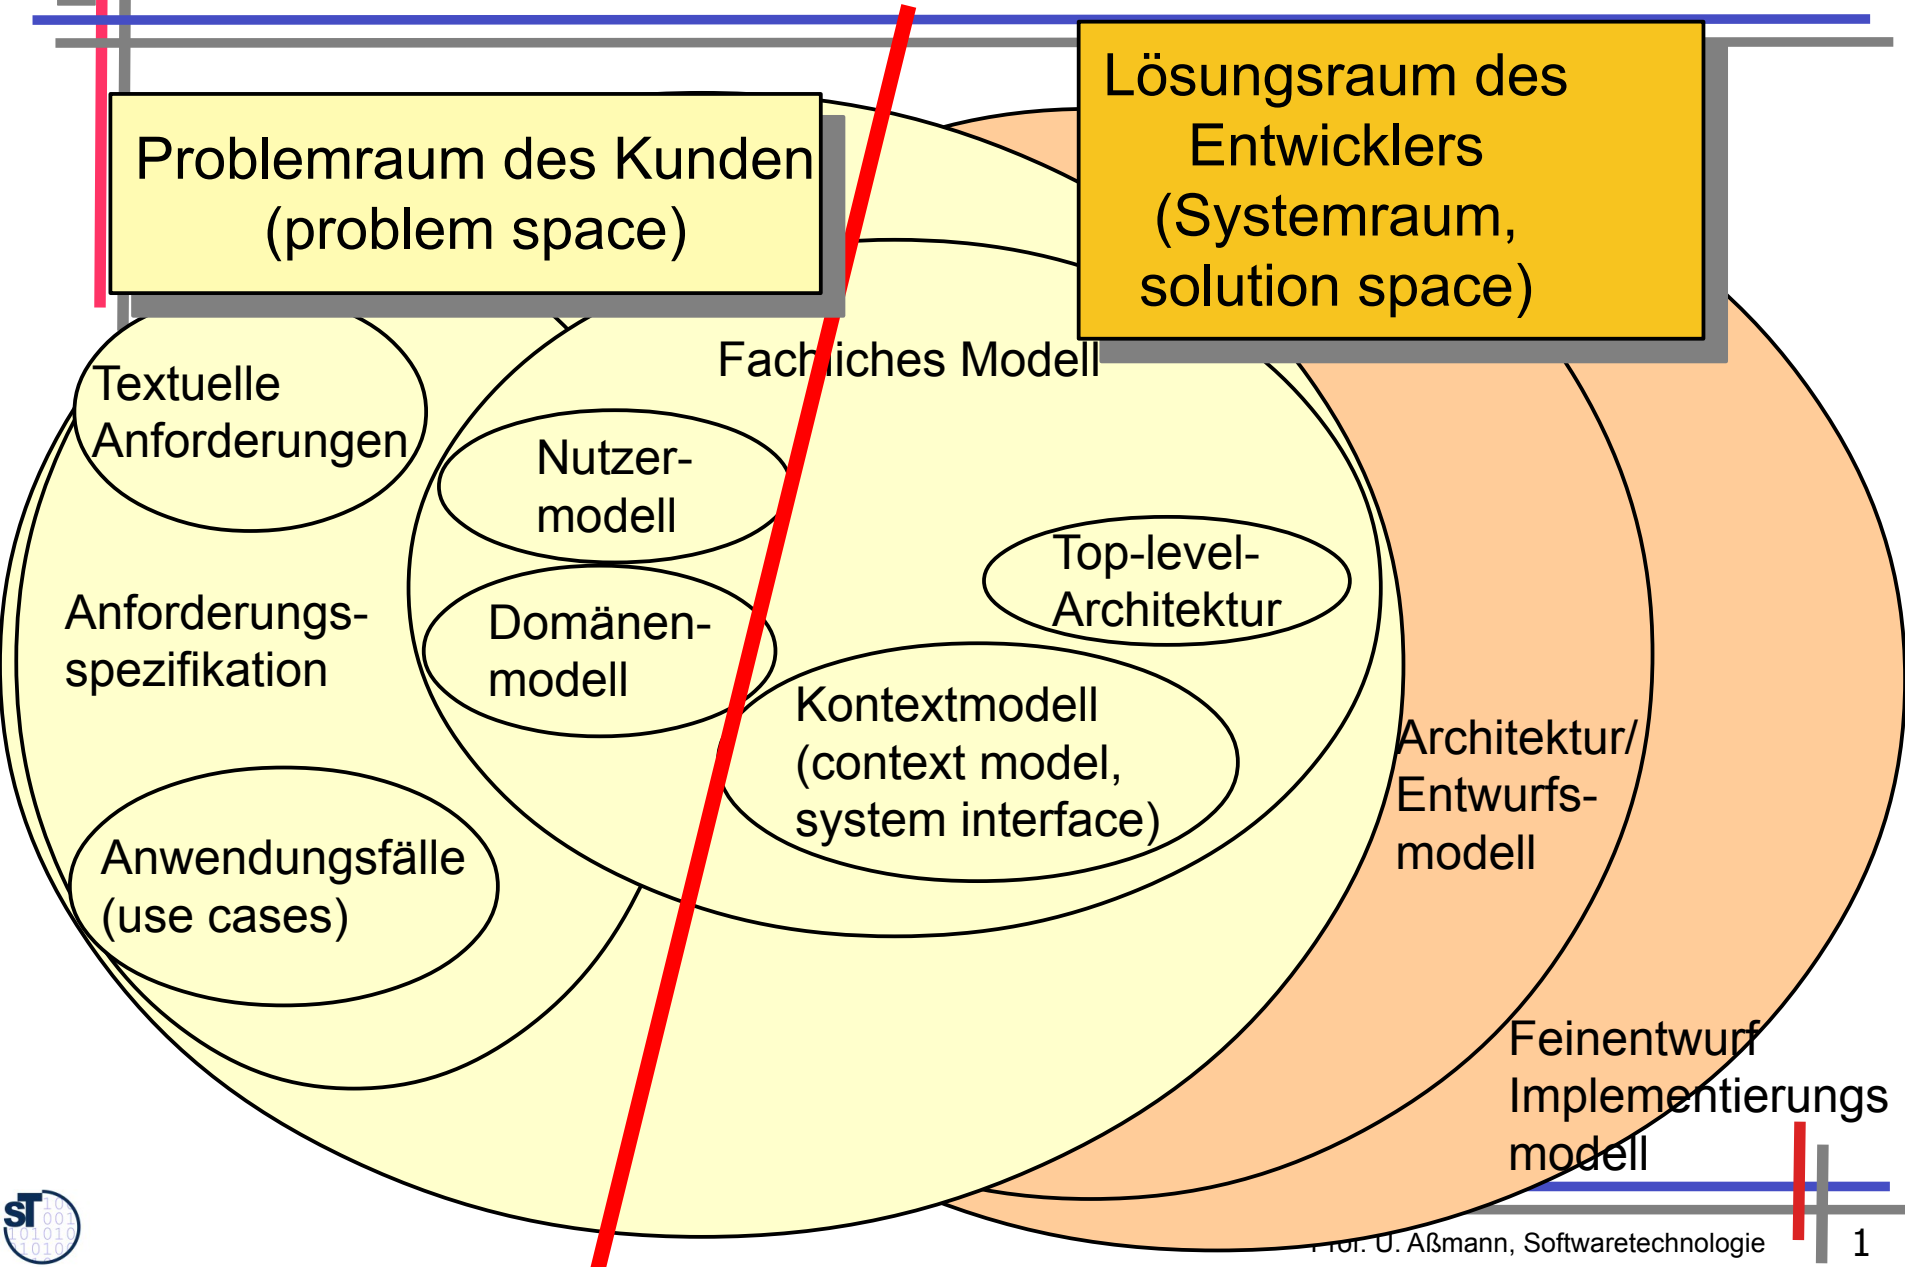 Problemraum des Kunden
(problem space)
Lösungsraum des
Entwicklers
(Systemraum,
solution space)
Fachliches Modell
Textuelle
Anforderungen
Nutzer-
modell
Top-level-
Architektur
Anforderungs-
spezifikation
Domänen-
modell
Kontextmodell
(context model,
system interface)
Architektur/
Entwurfs-
modell
Anwendungsfälle
(use cases)
Feinentwurf
Implementierungs
modell
Prof. U. Aßmann, Softwaretechnologie
1
ST